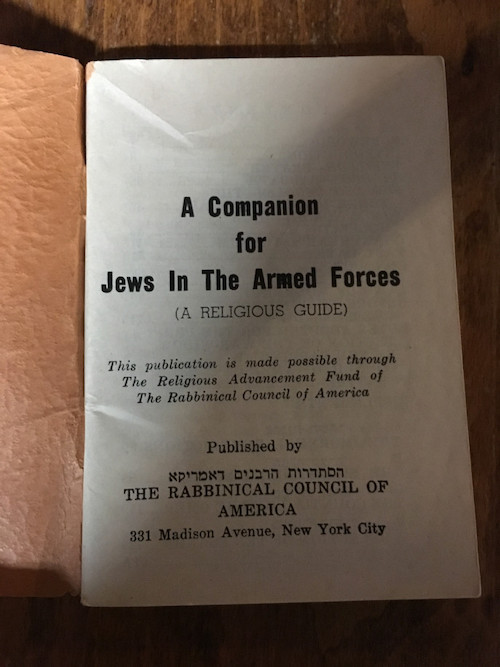 A Companion
for
Jews In The Armed Forces
(A RELIGIOUS GUIDE)
This publication is made possible through
The Religious Advancement Fund of
The Rabbinical Council of America
Published by
הסתדרות הרבנים דאמריקא
THE RABBINICAL COUNCIL OF
AMERICA
331 Madison Avenue, New York City